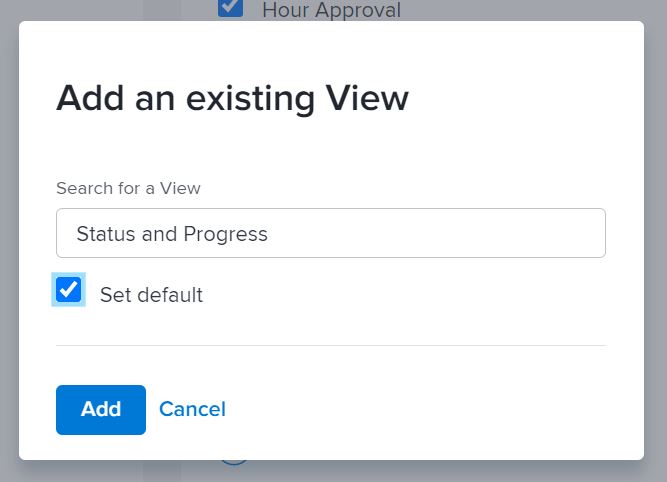 Hour Approval
Add an existing View
Search for a View
Status and Progress
Set default
Add Cancel